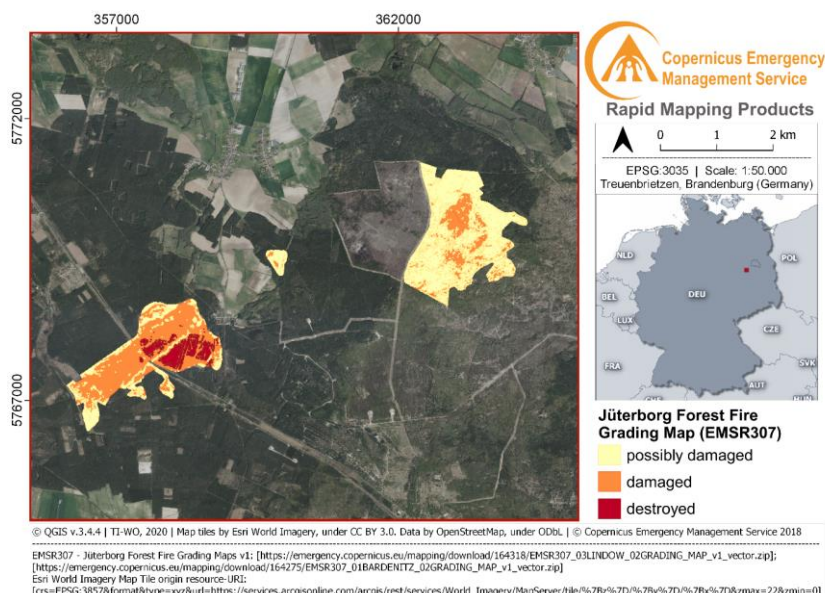 357000
362000
5772000
5767000
Copernicus Emergency
Management Service
Rapid Mapping Products
0 1 2 km
EPSG:3035 | Scale: 1:50.000
Treuenbrietzen, Brandenburg (Germany)
NLD
POL
BEL
DEU
LUX
CZE
FRA
SVK
AUT
Jüterborg Forest Fire
Grading Map (EMSR307)
possibly damaged
damaged
destroyed
© QGIS v.3.4.4 | TI-WO, 2020 | Map tiles by Esri World Imagery, under CC BY 3.0. Data by OpenStreetMap, under ODbL | © Copernicus Emergency Management Service 2018
EMSR307 - Jüterborg Forest Fire Grading Maps v1: [https://emergency.copernicus.eu/mapping/download/164318/EMSR307_03LINDOW_02GRADING_MAP_v1_vector.zip];
[https://emergency.copernicus.eu/mapping/download/164275/EMSR307_01BARDENITZ_02GRADING_MAP_v1_vector.zip]
Esri World Imagery Map Tile origin resource-URI: